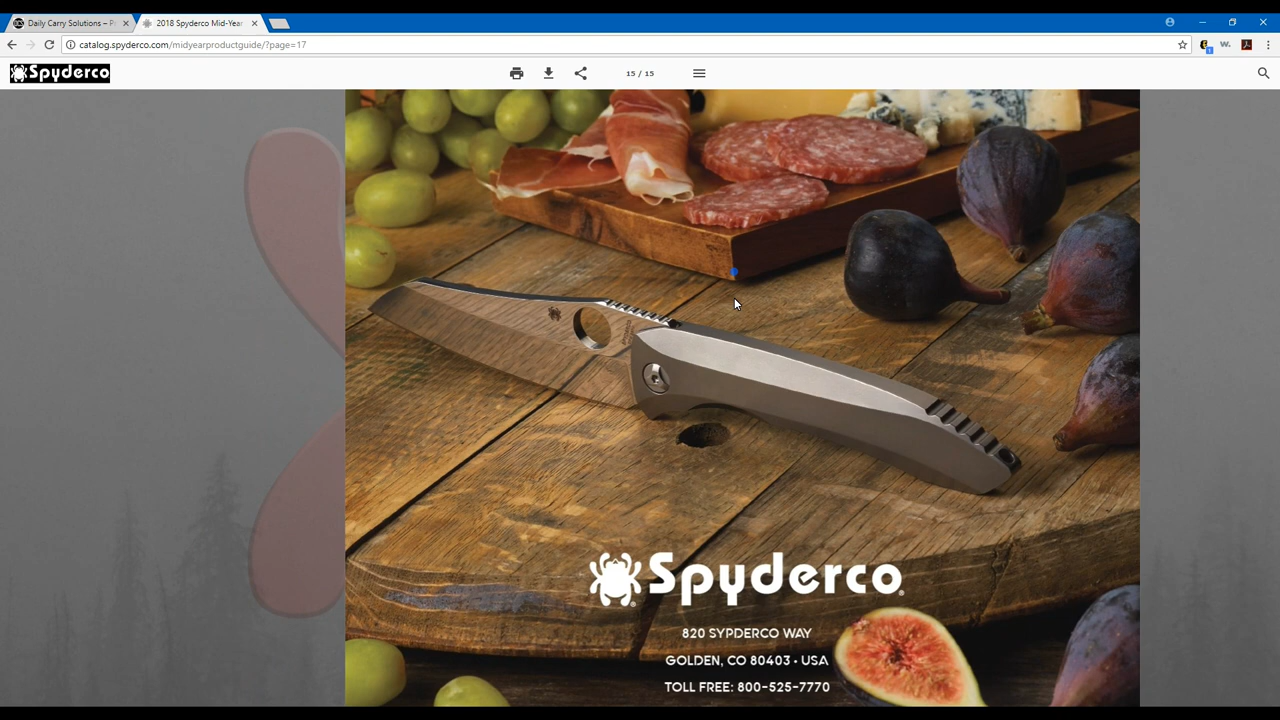 Daily Carry Solutions – P
2018 Spyderco Mid-Year
catalog.spyderco.com/midyearproductguide/?page=17
Spyderco
15 / 15
Spyderco
820 SYPDERCO WAY
GOLDEN, CO 80403 • USA
TOLL FREE: 800-525-7770